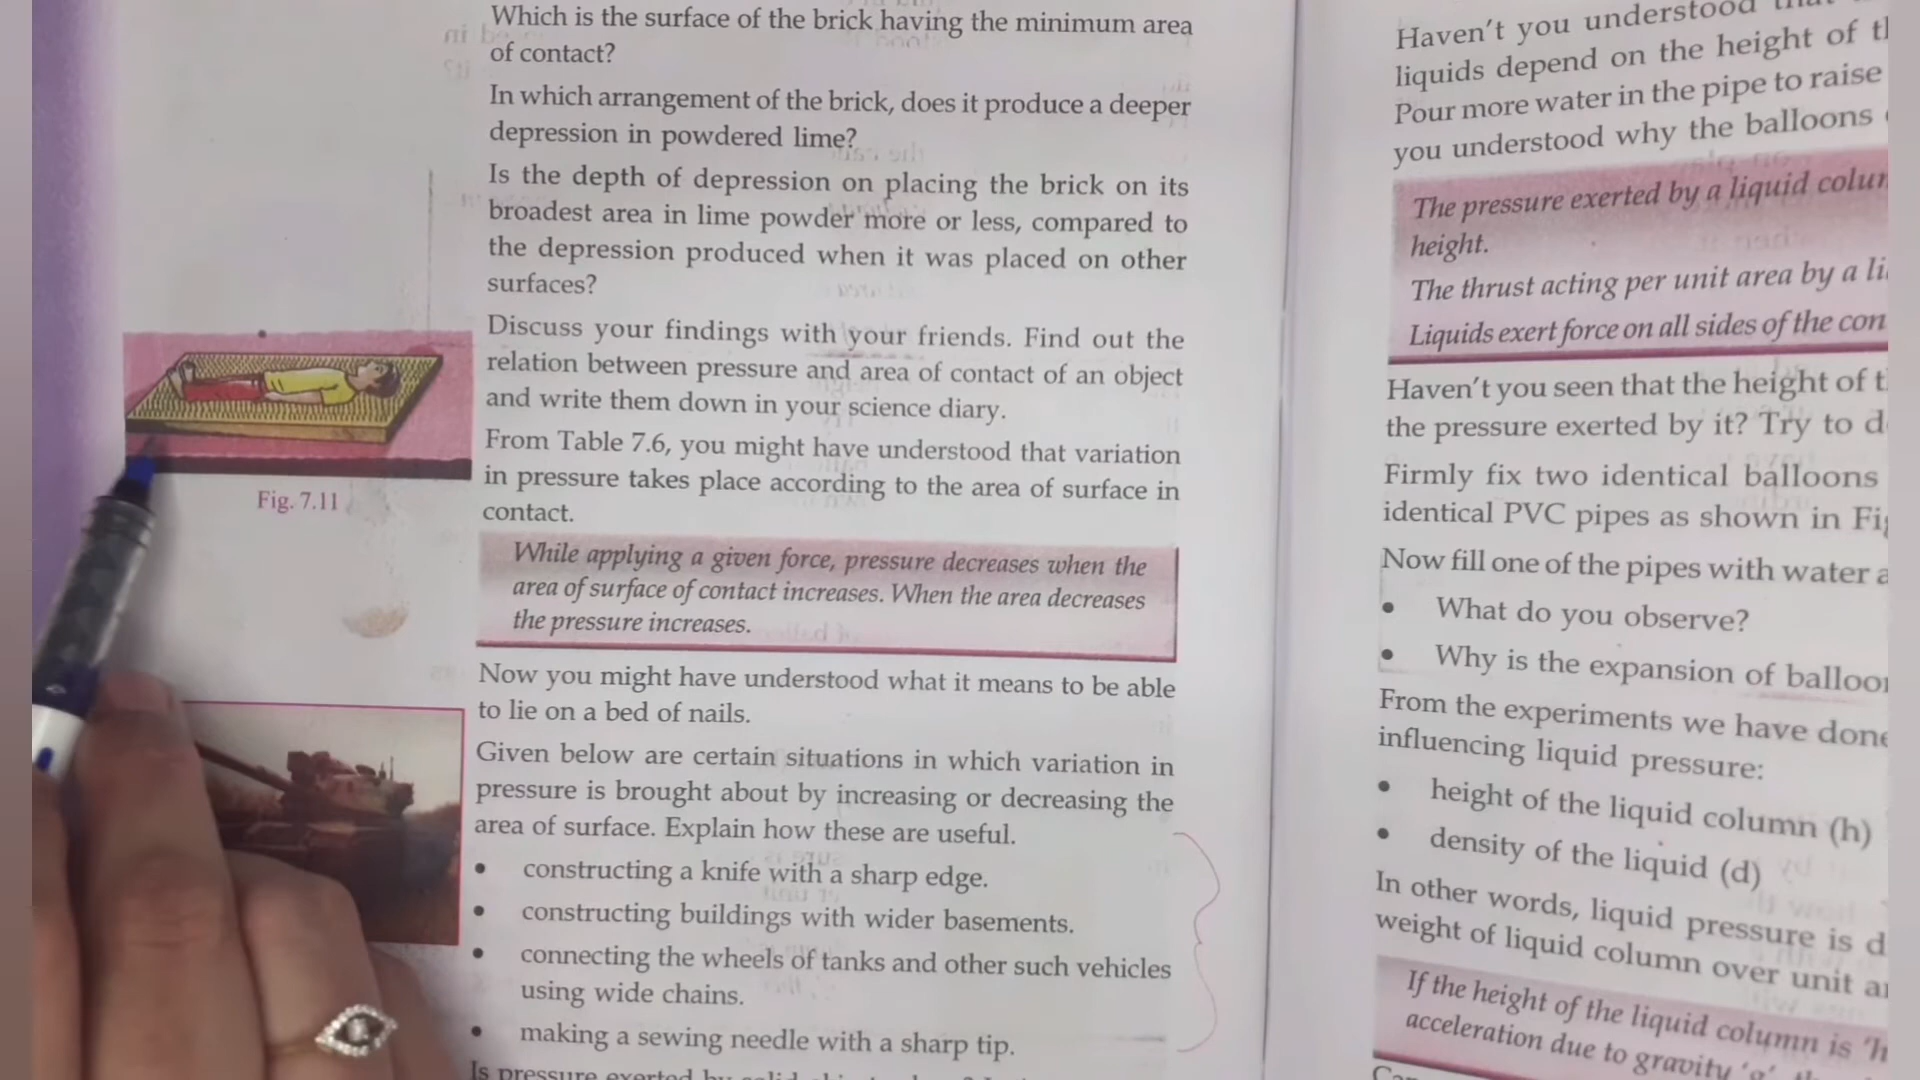 Which is the surface of the brick having the minimum area
of contact?
In which arrangement of the brick, does it produce a deeper
depression in powdered lime?
Is the depth of depression on placing the brick on its
broadest area in lime powder more or less, compared to
the depression produced when it was placed on other
surfaces?
Discuss your findings with your friends. Find out the
relation between pressure and area of contact of an object
and write them down in your science diary.
From Table 7.6, you might have understood that variation
in pressure takes place according to the area of surface in
contact.
Fig. 7.11
While applying a given force, pressure decreases when the
area of surface of contact increases. When the area decreases
the pressure increases.
Now you might have understood what it means to be able
to lie on a bed of nails.
Given below are certain situations in which variation in
pressure is brought about by increasing or decreasing the
area of surface. Explain how these are useful.
• constructing a knife with a sharp edge.
• constructing buildings with wider basements.
• connecting the wheels of tanks and other such vehicles
using wide chains.
• making a sewing needle with a sharp tip.
Is pressure exerted by solid
Haven't you understood
liquids depend on the height of
Pour more water in the pipe to raise
you understood why the balloons
The pressure exerted by a liquid
height.
The thrust acting per unit area by a
Liquids exert force on all sides of the
Haven't you seen that the height of
the pressure exerted by it? Try to
Firmly fix two identical balloons
identical PVC pipes as shown in
Now fill one of the pipes with water
• What do you observe?
• Why is the expansion of
From the experiments we have done
influencing liquid pressure:
• height of the liquid column (h)
• density of the liquid (d)
In other words, liquid pressure is
weight of liquid column over unit
If the height of the liquid column is 'h
acceleration due to gravity 'g',